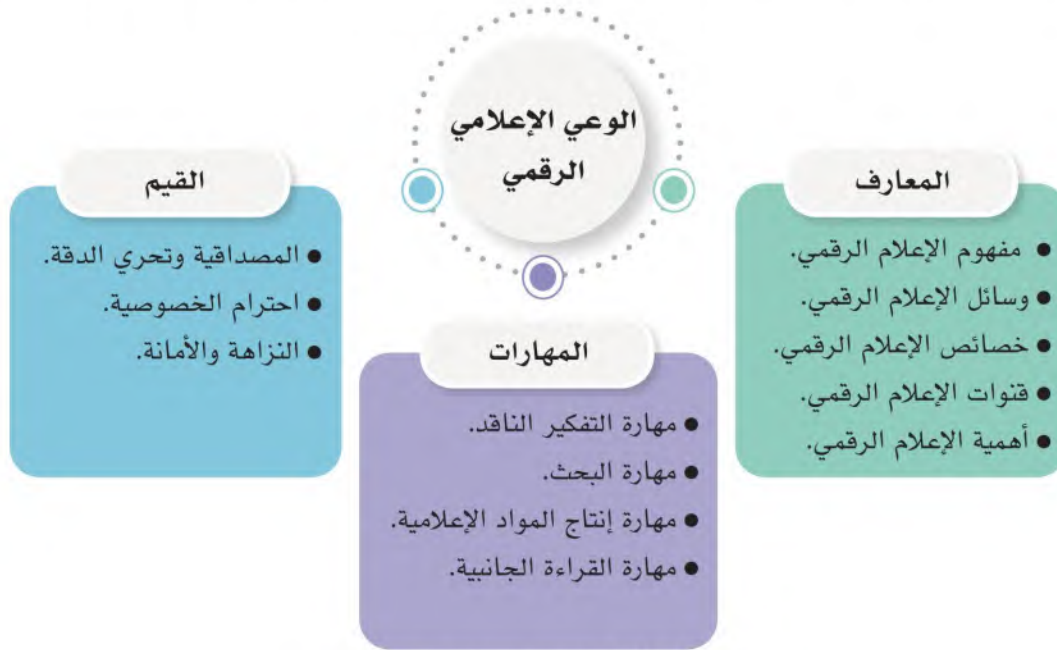 الوعي الإعلامي
الرقمي
المعارف
● مفهوم الإعلام الرقمي.
● وسائل الإعلام الرقمي.
● خصائص الإعلام الرقمي.
● قنوات الإعلام الرقمي.
● أهمية الإعلام الرقمي.
المهارات
● مهارة التفكير الناقد.
● مهارة البحث.
● مهارة إنتاج المواد الإعلامية.
● مهارة القراءة الجانبية.
القيم
● المصداقية وتحري الدقة.
● احترام الخصوصية.
● النزاهة والأمانة.